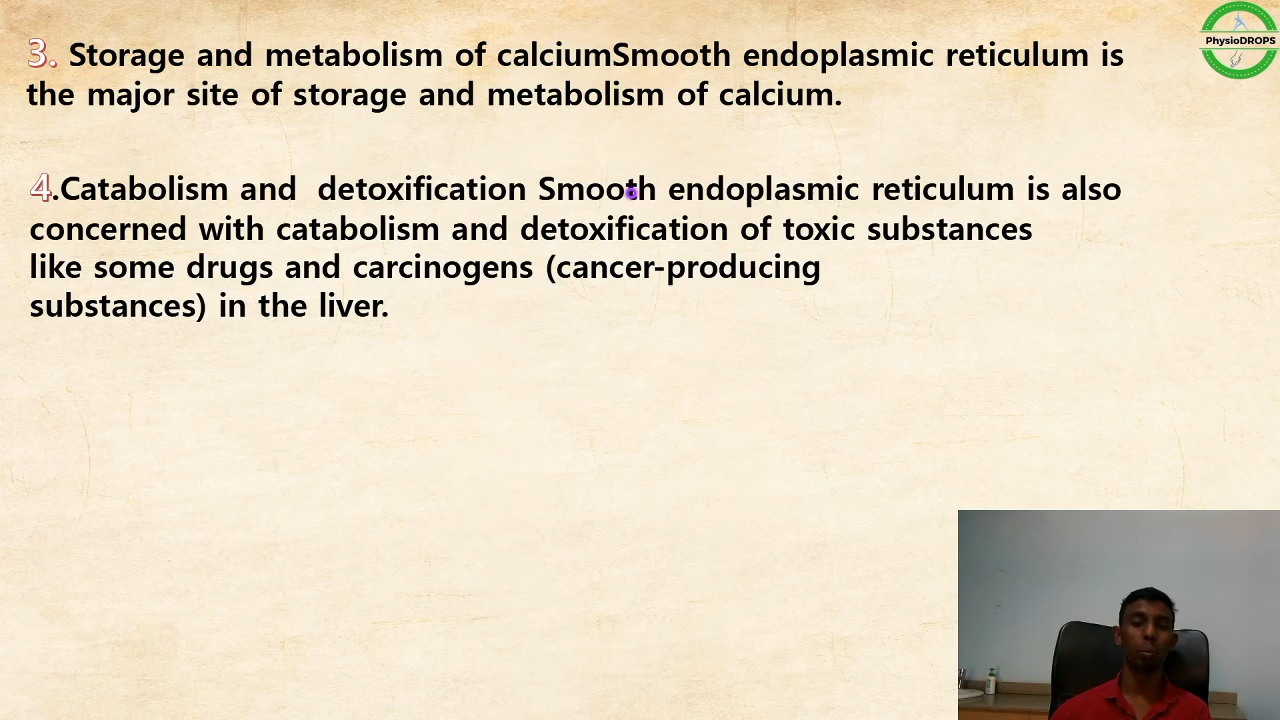 PhysioDROPS
3. Storage and metabolism of calciumSmooth endoplasmic reticulum is
the major site of storage and metabolism of calcium.
4.Catabolism and detoxification Smooth endoplasmic reticulum is also
concerned with catabolism and detoxification of toxic substances
like some drugs and carcinogens (cancer-producing
substances) in the liver.